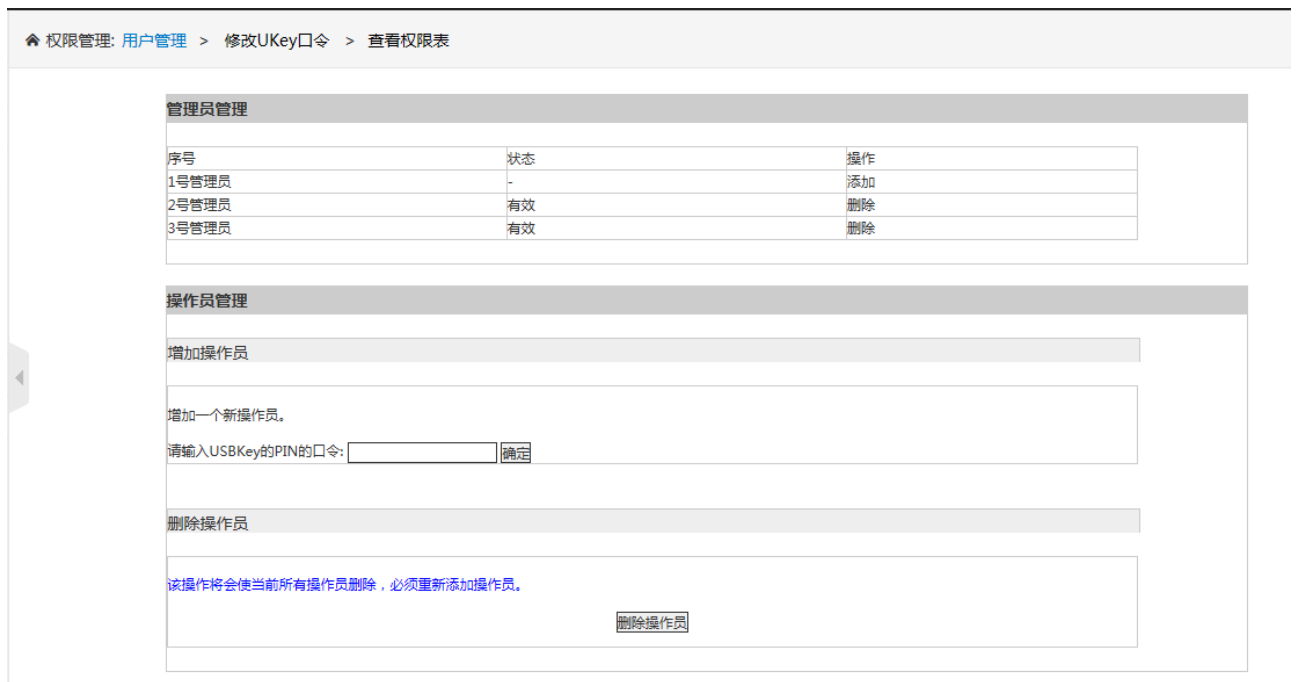 权限管理: 用户管理 > 修改UKey口令 > 查看权限表
管理员管理
序号 状态 操作
1号管理员 - 添加
2号管理员 有效 删除
3号管理员 有效 删除
操作员管理
增加操作员
增加一个新操作员。
请输入USBKey的PIN的口令: 确定
删除操作员
该操作将会使当前所有操作员删除，必须重新添加操作员。
删除操作员